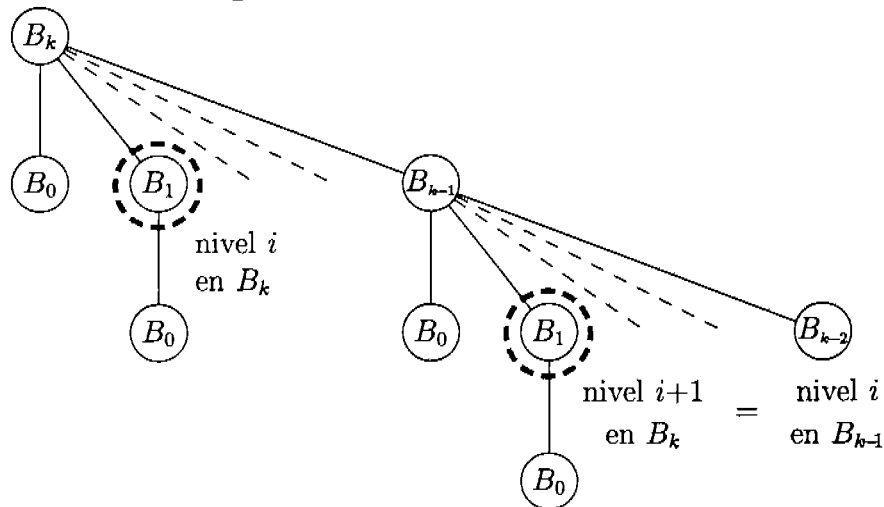 B_k
B_0
B_1
B_{k-1}
nivel i
en B_k
B_0
B_0
B_1
B_{k-2}
nivel i+1 = nivel i
en B_k en B_{k-1}
B_0